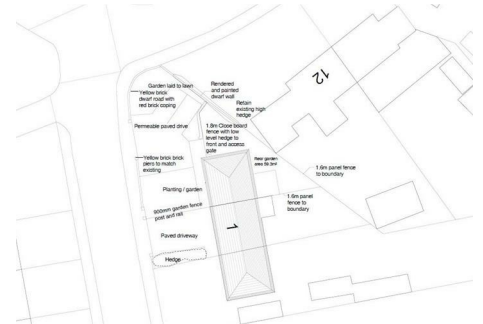 Garden laid to lawn
Yellow brick
dwarf road with
red brick coping
Rendered
and painted
dwarf wall
Retain
existing high
hedge
12
Permeable paved drive
1.8m Close board
fence with low
level hedge to
front and access
gate
Yellow brick brick
piers to match
existing
Rear garden
1.6m panel fence
to boundary
Planting / garden
900mm garden fence
post and rail
1.6m panel
fence to
boundary
Paved driveway
1
Hedge